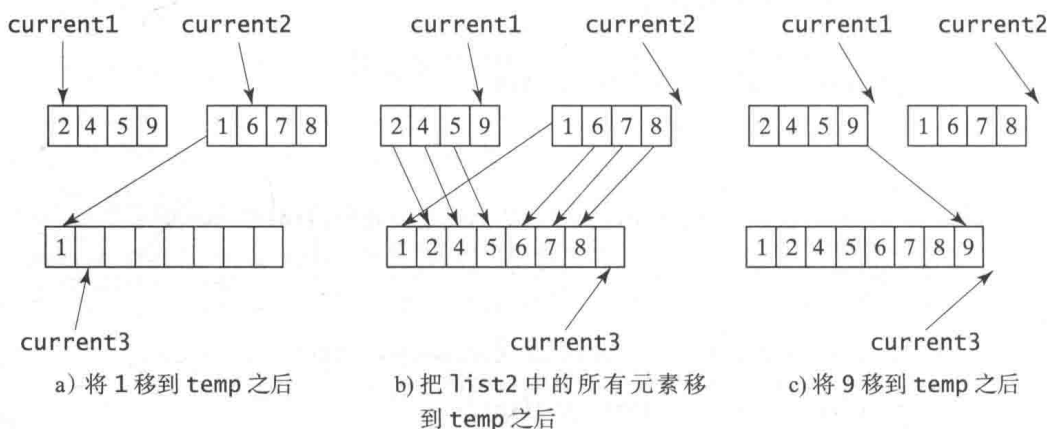 current1 current2 current1 current2 current1 current2
2 4 5 9 1 6 7 8 2 4 5 9 1 6 7 8 2 4 5 9 1 6 7 8
1 1 2 4 5 6 7 8 1 2 4 5 6 7 8 9
current3 current3 current3
a) 将 1 移到 temp 之后 b) 把 list2 中的所有元素移 c) 将 9 移到 temp 之后
到 temp 之后